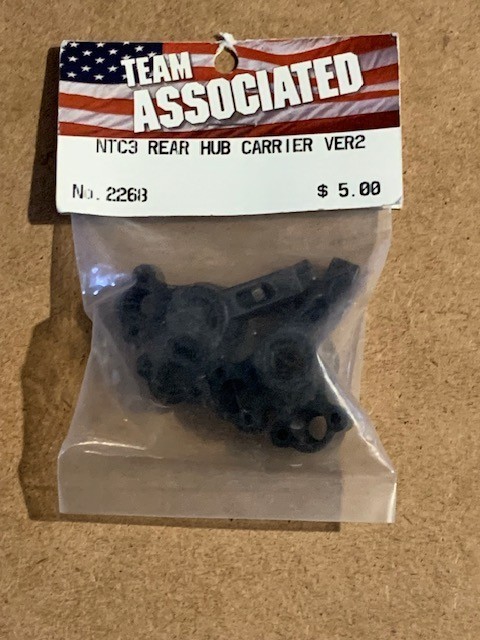 TEAM
ASSOCIATED
NTC3 REAR HUB CARRIER VER2
No. 2268
$ 5.00